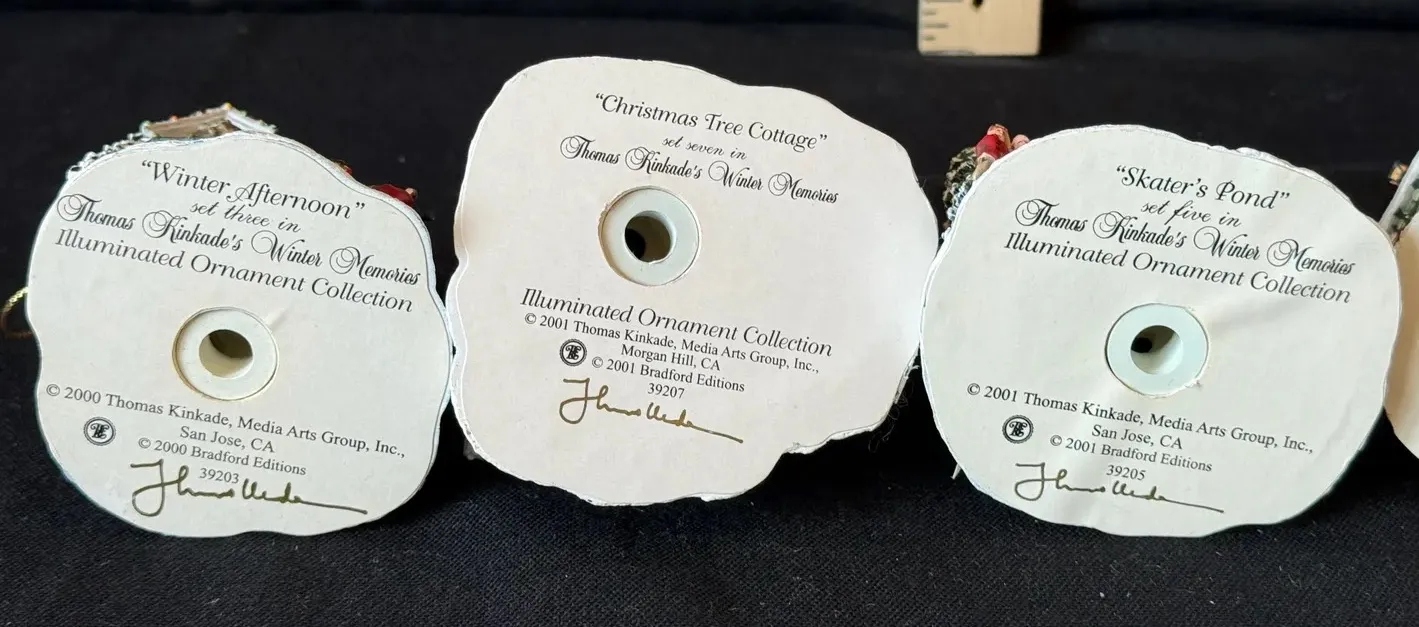 “Winter Afternoon”
set three in
Thomas Kinkade's Winter Memories
Illuminated Ornament Collection
© 2000 Thomas Kinkade, Media Arts Group, Inc.,
San Jose, CA
© 2000 Bradford Editions
39203
“Christmas Tree Cottage”
set seven in
Thomas Kinkade's Winter Memories
Illuminated Ornament Collection
© 2001 Thomas Kinkade, Media Arts Group, Inc.,
Morgan Hill, CA
© 2001 Bradford Editions
39207
“Skater's Pond”
set five in
Thomas Kinkade's Winter Memories
Illuminated Ornament Collection
© 2001 Thomas Kinkade, Media Arts Group, Inc.,
San Jose, CA
© 2001 Bradford Editions
39205